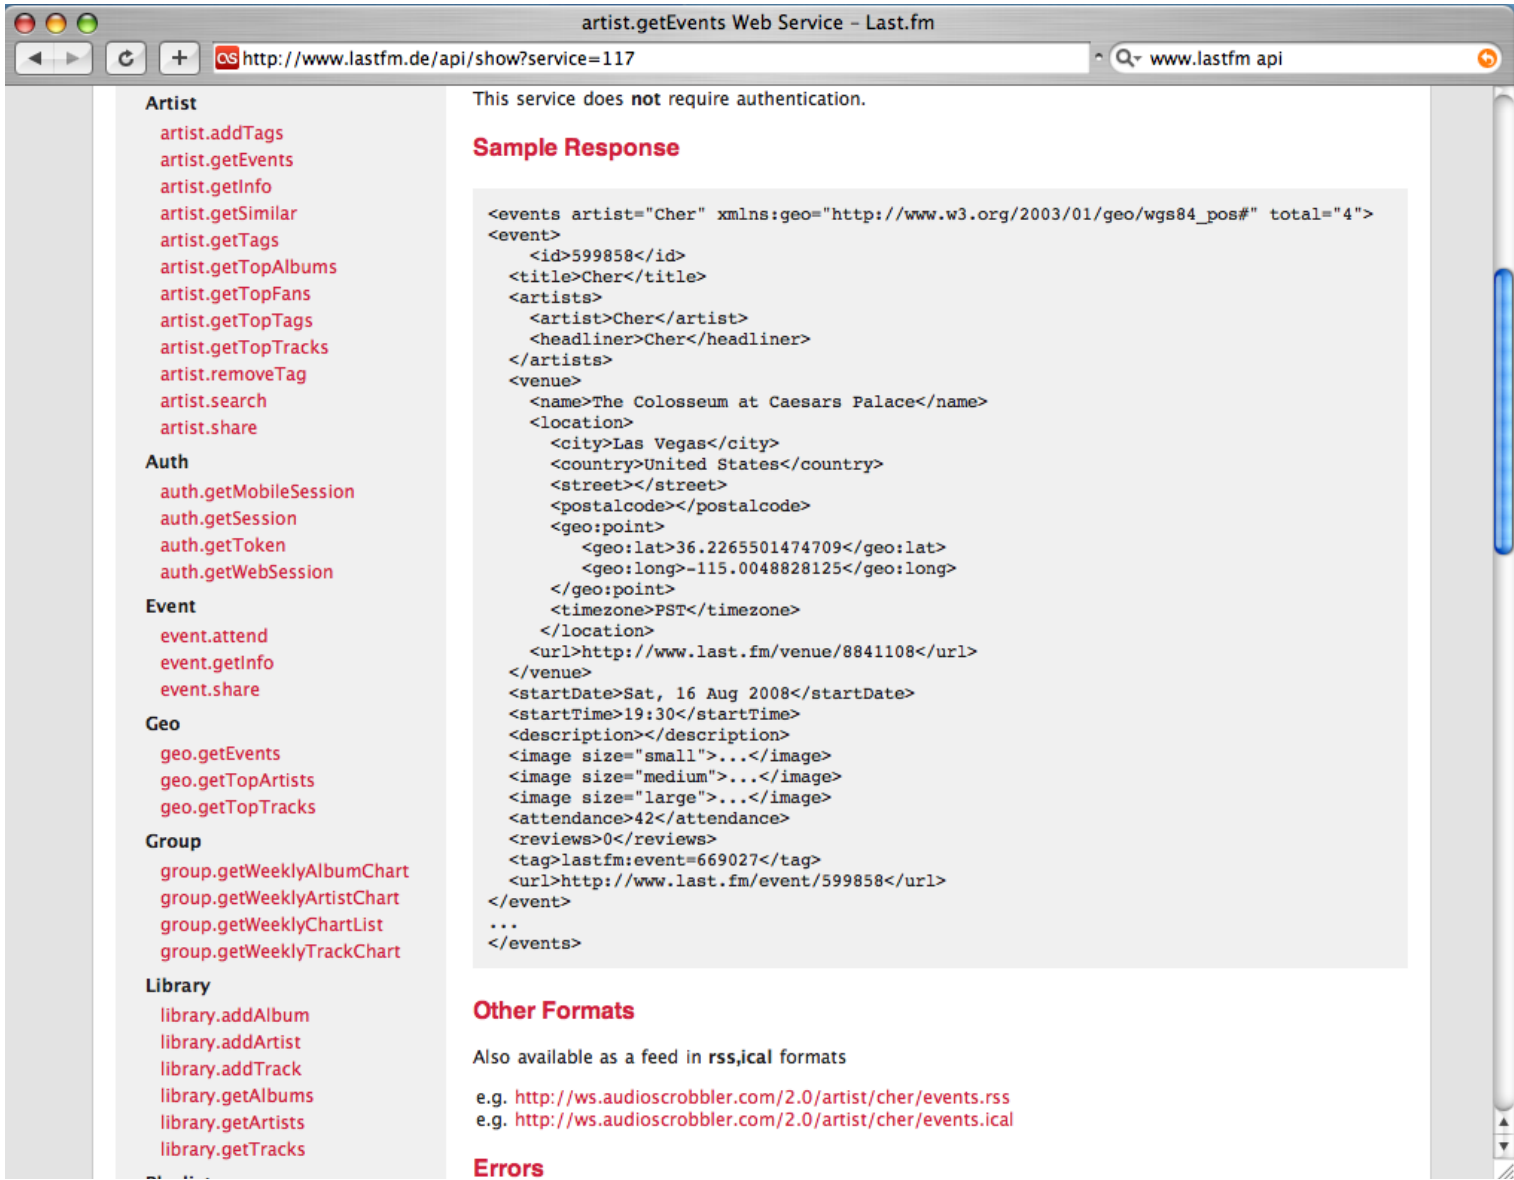 artist.getEvents Web Service – Last.fm
http://www.lastfm.de/api/show?service=117
www.lastfm api
Artist
artist.addTags
artist.getEvents
artist.getInfo
artist.getSimilar
artist.getTags
artist.getTopAlbums
artist.getTopFans
artist.getTopTags
artist.getTopTracks
artist.removeTag
artist.search
artist.share
Auth
auth.getMobileSession
auth.getSession
auth.getToken
auth.getWebSession
Event
event.attend
event.getInfo
event.share
Geo
geo.getEvents
geo.getTopArtists
geo.getTopTracks
Group
group.getWeeklyAlbumChart
group.getWeeklyArtistChart
group.getWeeklyChartList
group.getWeeklyTrackChart
Library
library.addAlbum
library.addArtist
library.addTrack
library.getAlbums
library.getArtists
library.getTracks
This service does not require authentication.
Sample Response
<events artist="Cher" xmlns:geo="http://www.w3.org/2003/01/geo/wgs84_pos#" total="4">
<event>
<id>599858</id>
<title>Cher</title>
<artists>
<artist>Cher</artist>
<headliner>Cher</headliner>
</artists>
<venue>
<name>The Colosseum at Caesars Palace</name>
<location>
<city>Las Vegas</city>
<country>United States</country>
<street></street>
<postalcode></postalcode>
<geo:point>
<geo:lat>36.2265501474709</geo:lat>
<geo:long>-115.0048828125</geo:long>
</geo:point>
<timezone>PST</timezone>
</location>
<url>http://www.last.fm/venue/8841108</url>
</venue>
<startDate>Sat, 16 Aug 2008</startDate>
<startTime>19:30</startTime>
<description></description>
<image size="small">...</image>
<image size="medium">...</image>
<image size="large">...</image>
<attendance>42</attendance>
<reviews>0</reviews>
<tag>lastfm:event=669027</tag>
<url>http://www.last.fm/event/599858</url>
</event>
...
</events>
Other Formats
Also available as a feed in rss,ical formats
e.g. http://ws.audioscrobbler.com/2.0/artist/cher/events.rss
e.g. http://ws.audioscrobbler.com/2.0/artist/cher/events.ical
Errors